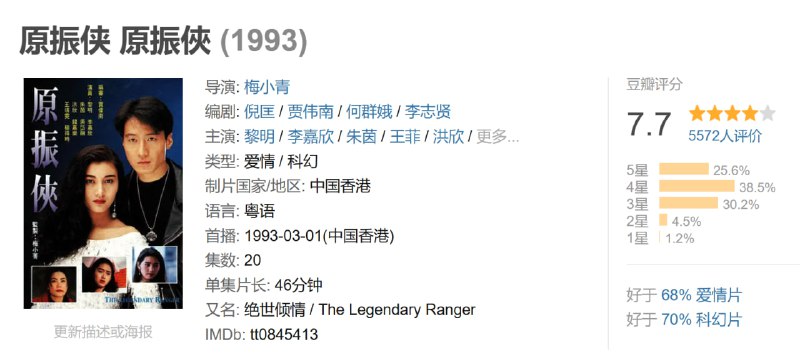 原振侠 原振俠 (1993)
原振俠
監製：梅小青
THE LEGENDARY RANGER
更新描述或海报
导演: 梅小青
编剧: 倪匡 / 贾伟南 / 何群娥 / 李志贤
主演: 黎明 / 李嘉欣 / 朱茵 / 王菲 / 洪欣 / 更多...
类型: 爱情 / 科幻
制片国家/地区: 中国香港
语言: 粤语
首播: 1993-03-01(中国香港)
集数: 20
单集片长: 46分钟
又名: 绝世倾情 / The Legendary Ranger
IMDb: tt0845413
豆瓣评分
7.7
5572人评价
5星 25.6%
4星 38.5%
3星 30.2%
2星 4.5%
1星 1.2%
好于 68% 爱情片
好于 70% 科幻片